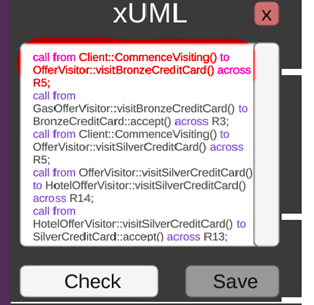 xUML
x
call from Client::CommenceVisiting() to
OfferVisitor::visitBronzeCreditCard() across
R5;
call from
GasOfferVisitor::visitBronzeCreditCard() to
BronzeCreditCard::accept() across R3;
call from Client::CommenceVisiting() to
OfferVisitor::visitSilverCreditCard() across
R5;
call from OfferVisitor::visitSilverCreditCard()
to HotelOfferVisitor::visitSilverCreditCard()
across R14;
call from
HotelOfferVisitor::visitSilverCreditCard() to
SilverCreditCard::accept() across R13;
Check
Save